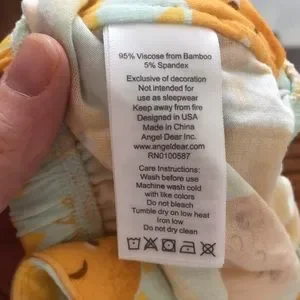 95% Viscose from Bamboo
5% Spandex
Exclusive of decoration
Not intended for
use as sleepwear
Keep away from fire
Designed in USA
Made in China
Angel Dear Inc.
www.angeldear.com
RN0100587
Care Instructions:
Wash before use
Machine wash cold
with like colors
Do not bleach
Tumble dry on low heat
Iron low
Do not dry clean